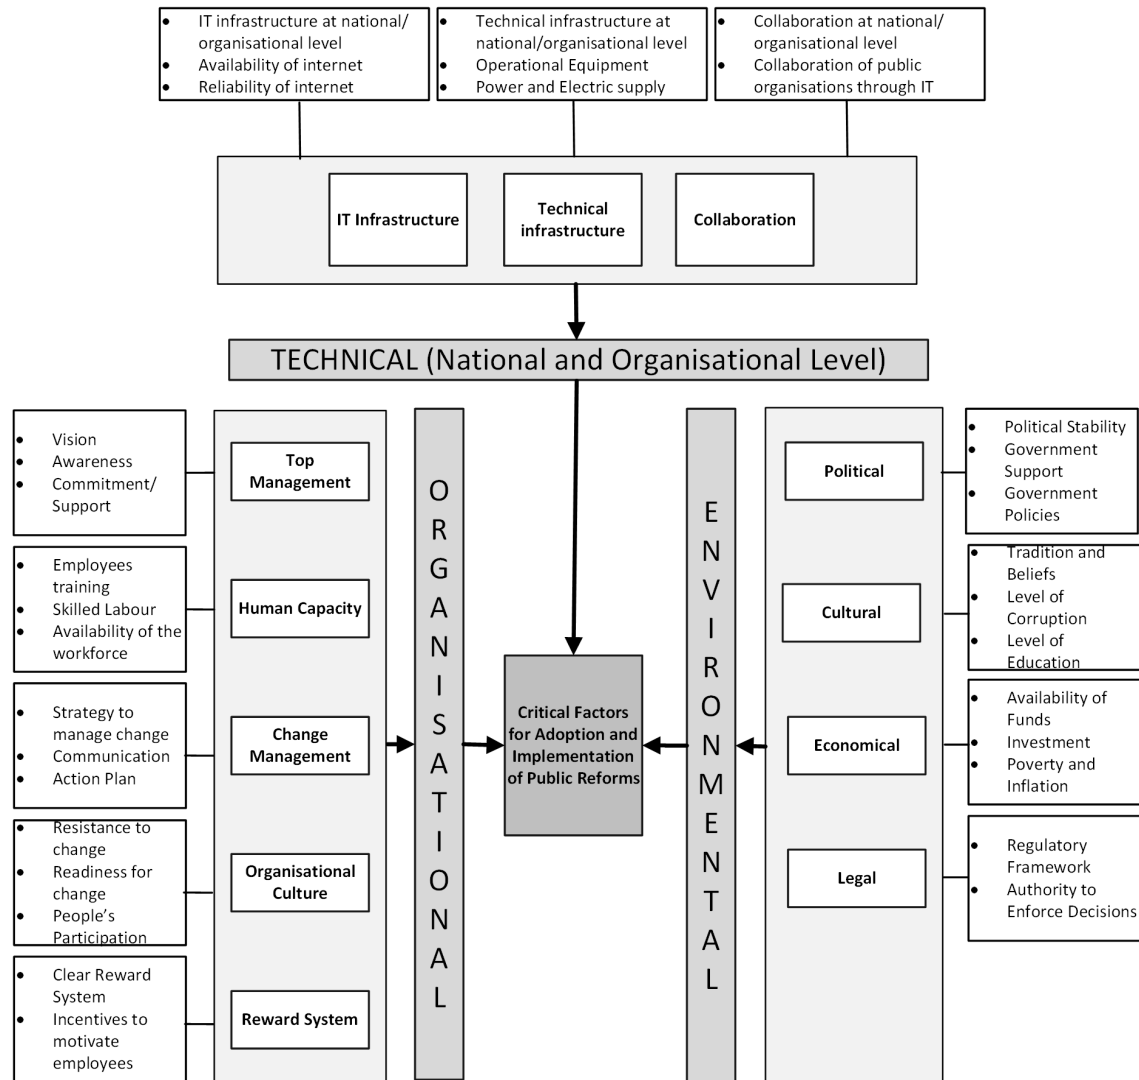 • IT infrastructure at national/
organisational level
• Availability of internet
• Reliability of internet
• Technical infrastructure at
national/organisational level
• Operational Equipment
• Power and Electric supply
• Collaboration at national/
organisational level
• Collaboration of public
organisations through IT
IT Infrastructure
Technical
infrastructure
Collaboration
TECHNICAL (National and Organisational Level)
• Vision
• Awareness
• Commitment/
Support
• Employees
training
• Skilled Labour
• Availability of the
workforce
• Strategy to
manage change
• Communication
• Action Plan
• Resistance to
change
• Readiness for
change
• People’s
Participation
• Clear Reward
System
• Incentives to
motivate
employees
Top
Management
Human Capacity
Change
Management
Organisational
Culture
Reward System
ORGANISATIONAL
Critical Factors
for Adoption and
Implementation
of Public Reforms
ENVIRONMENTAL
Political
Cultural
Economical
Legal
• Political Stability
• Government
Support
• Government
Policies
• Tradition and
Beliefs
• Level of
Corruption
• Level of
Education
• Availability of
Funds
• Investment
• Poverty and
Inflation
• Regulatory
Framework
• Authority to
Enforce Decisions